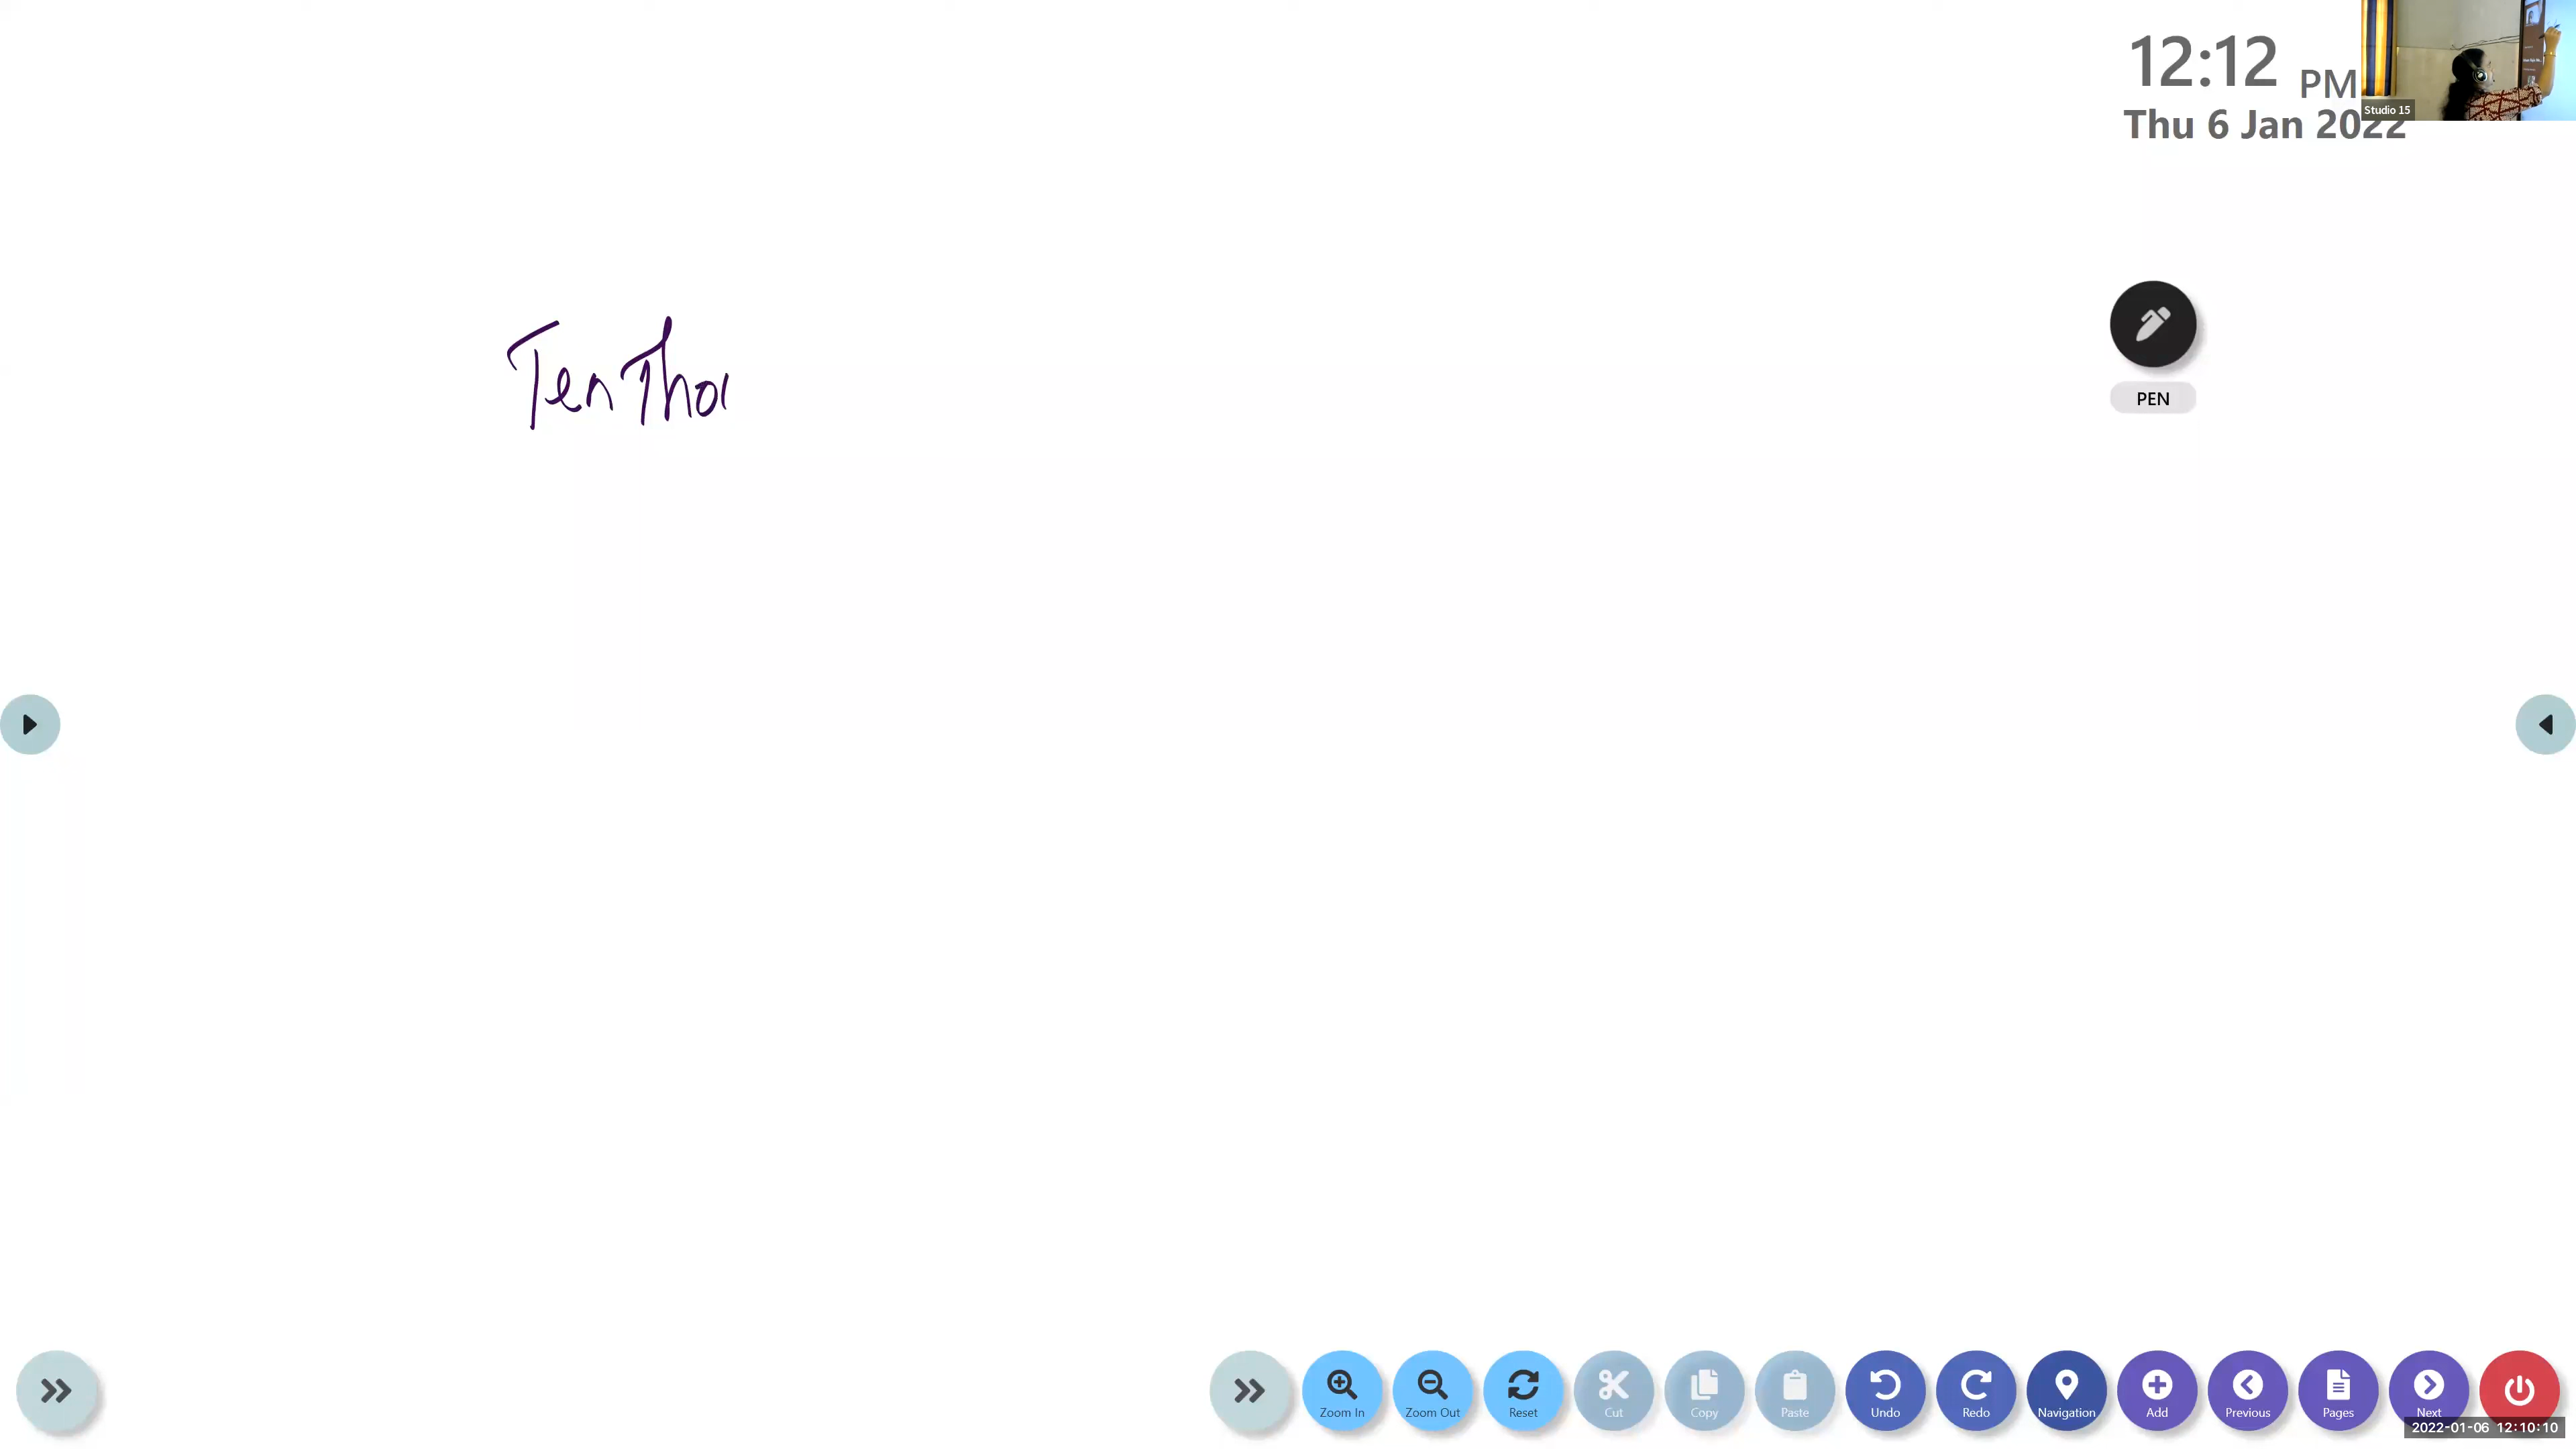 12:12 PM
Studio 15
Thu 6 Jan 2022
Ten Thou
PEN
Zoom In
Zoom Out
Reset
Cut
Copy
Paste
Undo
Redo
Navigation
Add
Previous
Pages
Next
2022-01-06 12:10:10